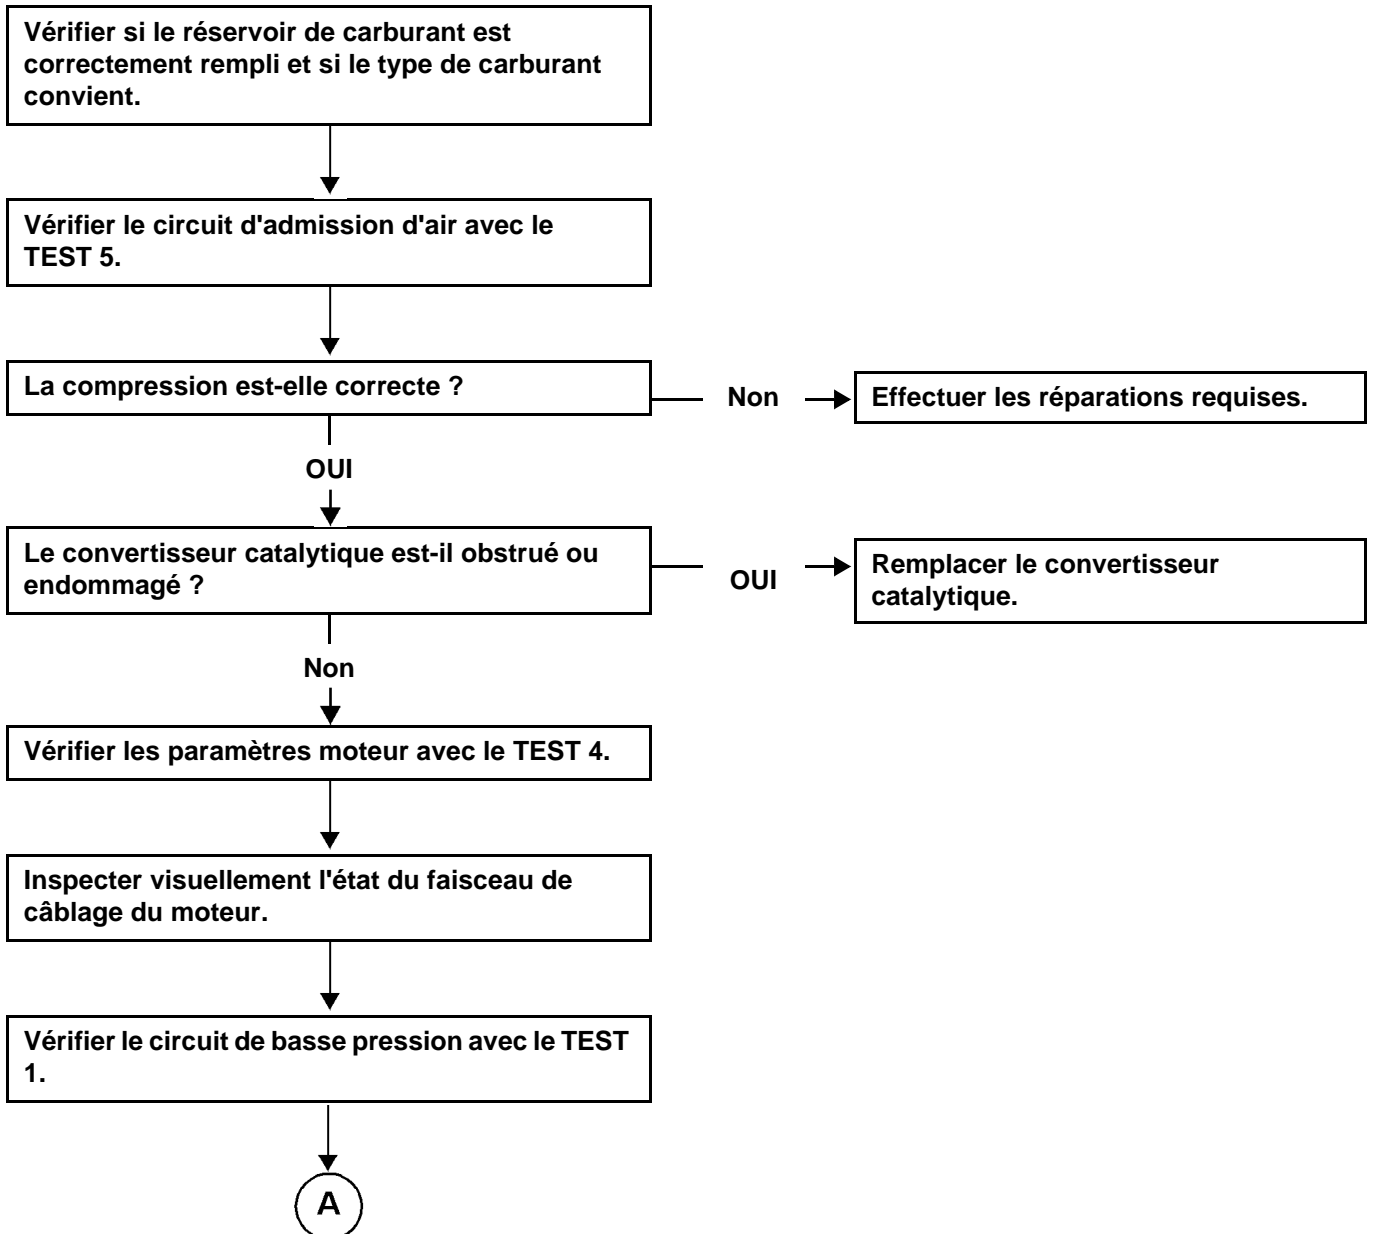 Vérifier si le réservoir de carburant est
correctement rempli et si le type de carburant
convient.
Vérifier le circuit d'admission d'air avec le
TEST 5.
La compression est-elle correcte ?
Non
Effectuer les réparations requises.
OUI
Le convertisseur catalytique est-il obstrué ou
endommagé ?
OUI
Remplacer le convertisseur
catalytique.
Non
Vérifier les paramètres moteur avec le TEST 4.
Inspecter visuellement l'état du faisceau de
câblage du moteur.
Vérifier le circuit de basse pression avec le TEST
1.
A